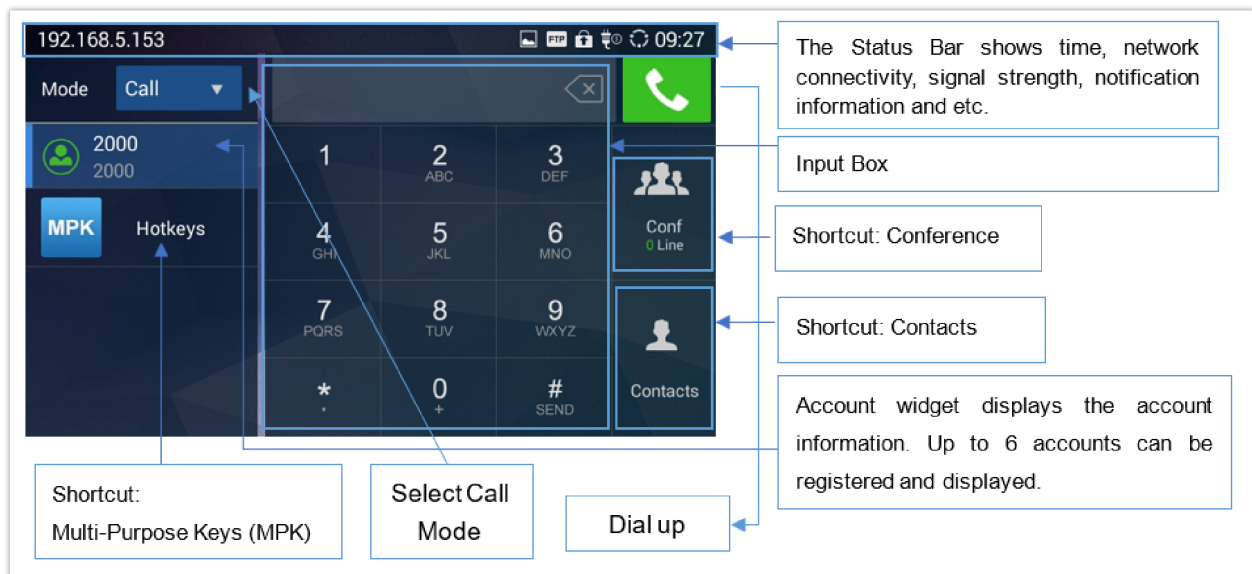 192.168.5.153
FTP
09:27
Mode
Call
2000
2000
MPK
Hotkeys
1
2
ABC
3
DEF
4
GHI
5
JKL
6
MNO
7
PQRS
8
TUV
9
WXYZ
*
0
+
#
SEND
Conf
0 Line
Contacts
The Status Bar shows time, network
connectivity, signal strength, notification
information and etc.
Input Box
Shortcut: Conference
Shortcut: Contacts
Account widget displays the account
information. Up to 6 accounts can be
registered and displayed.
Shortcut:
Multi-Purpose Keys (MPK)
Select Call
Mode
Dial up